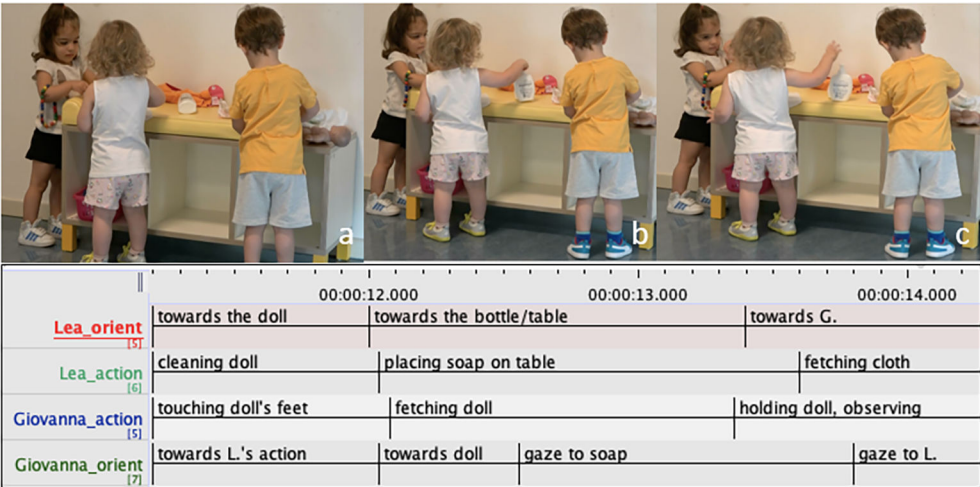 a
b
c
00:00:12.000 00:00:13.000 00:00:14.000
Lea_orient [5] towards the doll towards the bottle/table towards G.
Lea_action [6] cleaning doll placing soap on table fetching cloth
Giovanna_action [5] touching doll's feet fetching doll holding doll, observing
Giovanna_orient [7] towards L.'s action towards doll gaze to soap gaze to L.